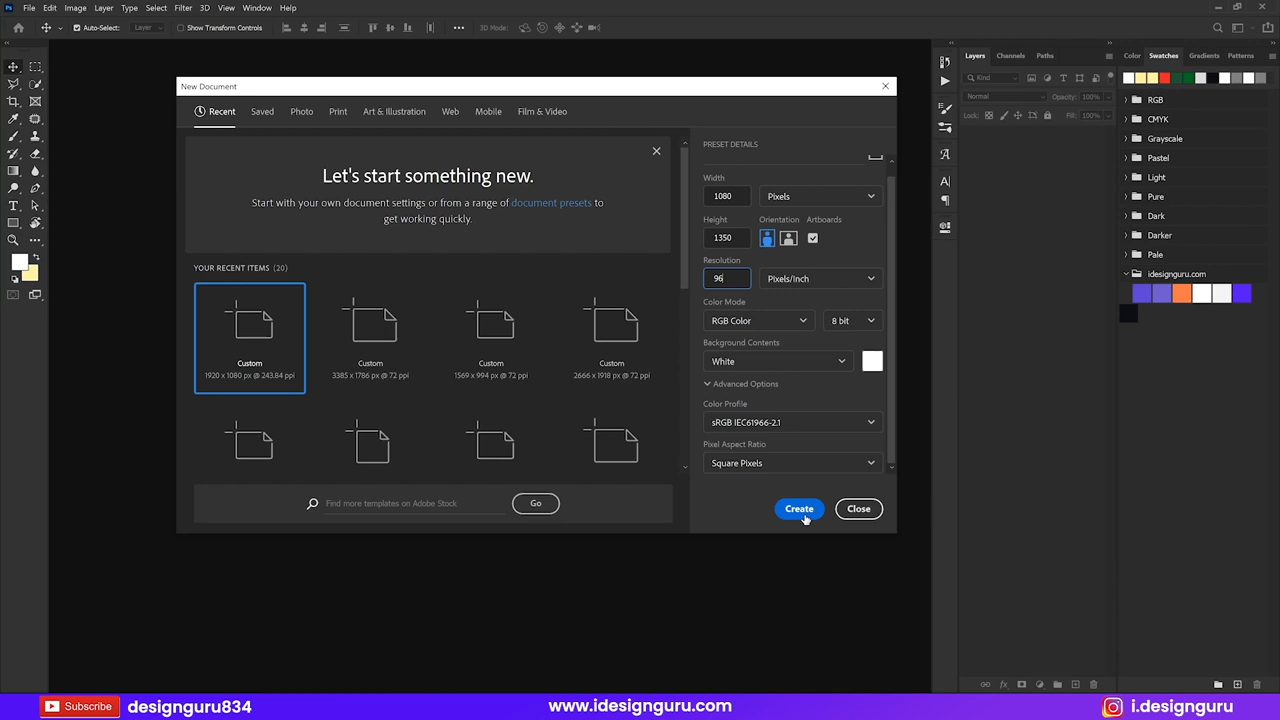 Ps File Edit Image Layer Type Select Filter 3D View Window Help
Auto-Select: Layer Show Transform Controls 3D Mode:
New Document
Recent Saved Photo Print Art & Illustration Web Mobile Film & Video
Let's start something new.
Start with your own document settings or from a range of document presets to
get working quickly.
YOUR RECENT ITEMS (20)
Custom
1920 x 1080 px @ 243.84 ppi
Custom
3385 x 1786 px @ 72 ppi
Custom
1569 x 994 px @ 72 ppi
Custom
2666 x 1918 px @ 72 ppi
Find more templates on Adobe Stock
Go
PRESET DETAILS
Width
1080 Pixels
Height Orientation Artboards
1350
Resolution
96 Pixels/Inch
Color Mode
RGB Color 8 bit
Background Contents
White
Advanced Options
Color Profile
sRGB IEC61966-2.1
Pixel Aspect Ratio
Square Pixels
Create Close
Layers Channels Paths
Kind
Normal Opacity: 100%
Lock: Fill: 100%
Color Swatches Gradients Patterns
RGB
CMYK
Grayscale
Pastel
Light
Pure
Dark
Darker
Pale
idesignguru.com
Subscribe designguru834 www.idesignguru.com i.designguru